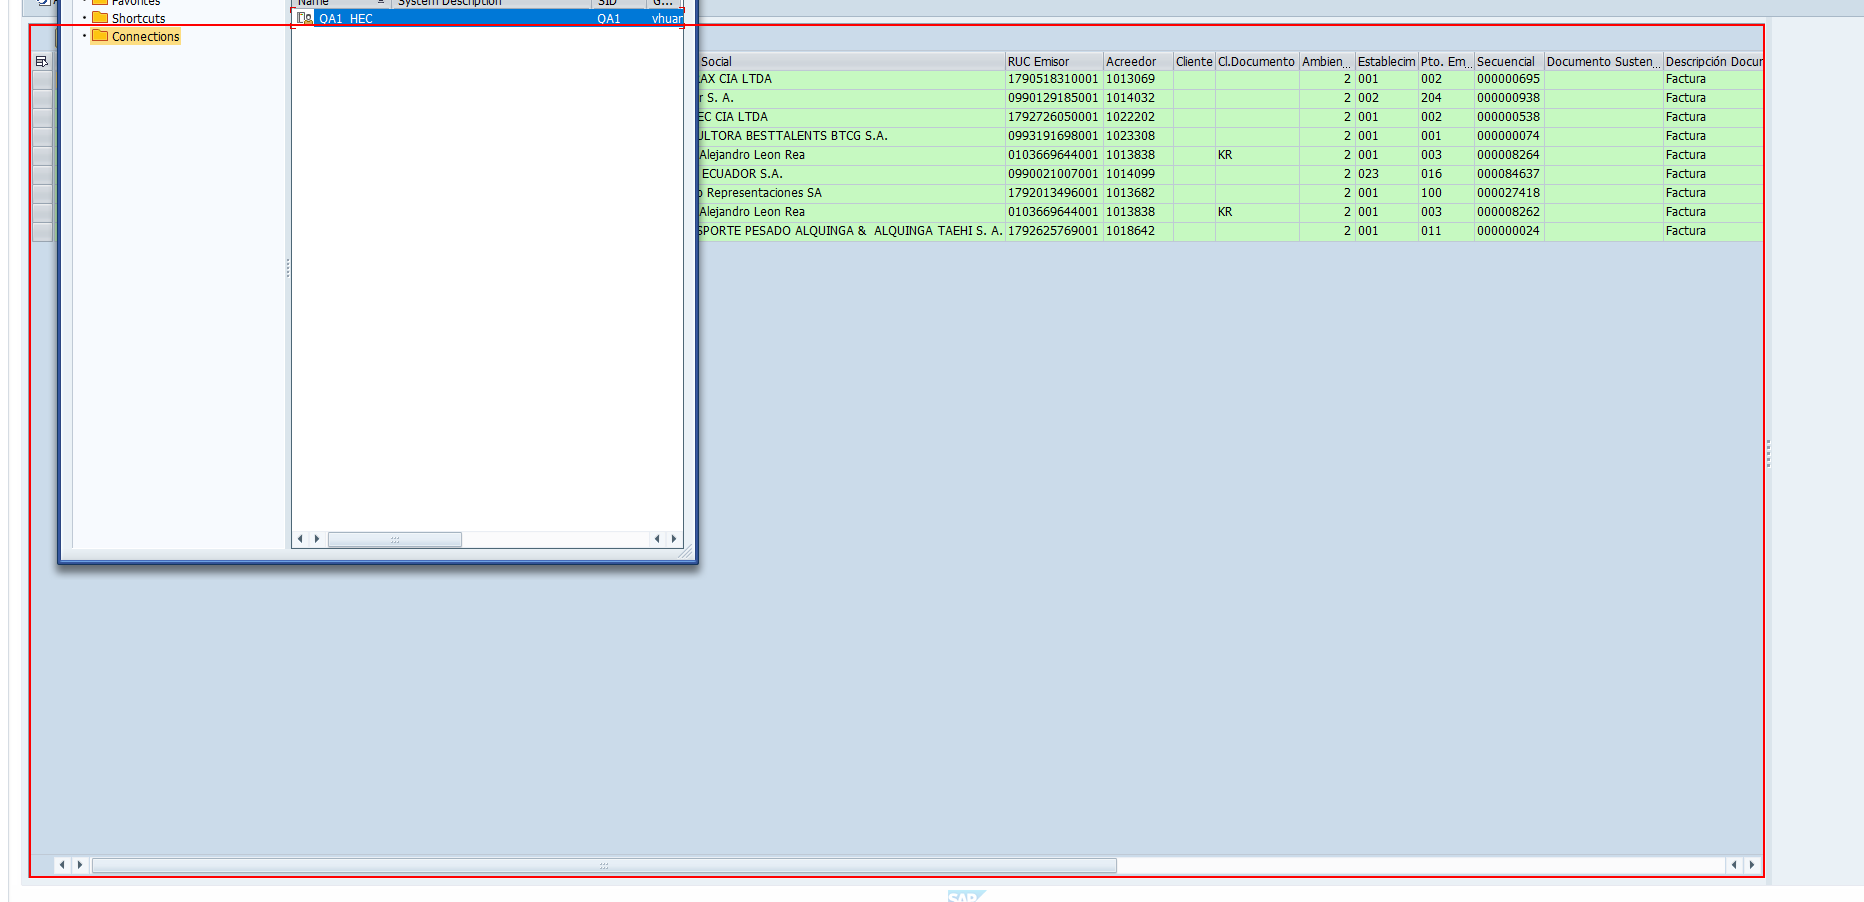 Favorites
Shortcuts
Connections
Name System Description SID G...
QA1 HEC QA1 vhuar
Social RUC Emisor Acreedor Cliente Cl.Documento Ambien... Establecim Pto. Em... Secuencial Documento Susten... Descripción Docur
AX CIA LTDA 1790518310001 1013069 2 001 002 000000695 Factura
r S. A. 0990129185001 1014032 2 002 204 000000938 Factura
EC CIA LTDA 1792726050001 1022202 2 001 002 000000538 Factura
ULTORA BESTTALENTS BTCG S.A. 0993191698001 1023308 2 001 001 000000074 Factura
Alejandro Leon Rea 0103669644001 1013838 KR 2 001 003 000008264 Factura
ECUADOR S.A. 0990021007001 1014099 2 023 016 000084637 Factura
o Representaciones SA 1792013496001 1013682 2 001 100 000027418 Factura
Alejandro Leon Rea 0103669644001 1013838 KR 2 001 003 000008262 Factura
SPORTE PESADO ALQUINGA & ALQUINGA TAEHI S. A. 1792625769001 1018642 2 001 011 000000024 Factura
SAP